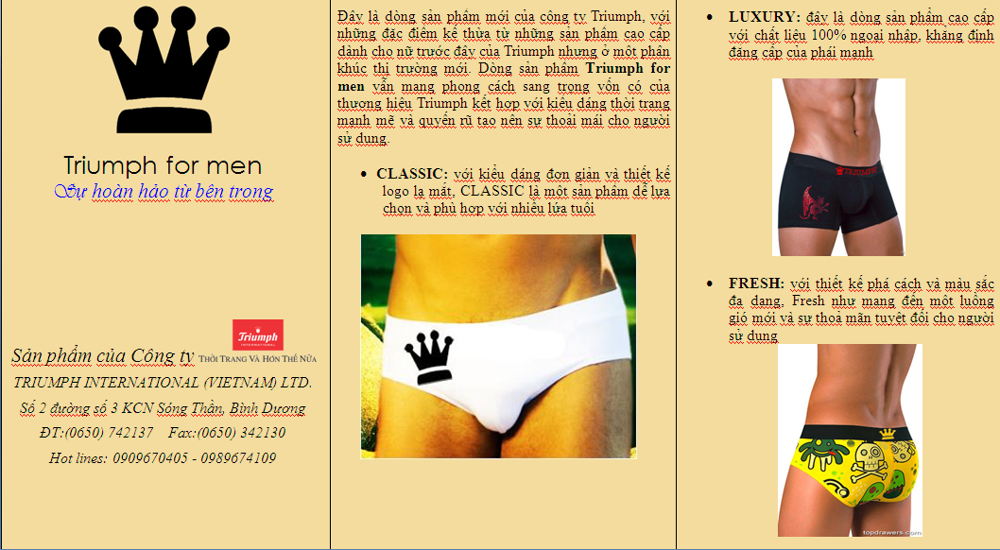 Triumph for men
Sự hoàn hảo từ bên trong
Triumph
INTERNATIONAL
Sản phẩm của Công ty THỜI TRANG VÀ HƠN THẾ NỮA
TRIUMPH INTERNATIONAL (VIETNAM) LTD.
Số 2 đường số 3 KCN Sóng Thần, Bình Dương
ĐT:(0650) 742137 Fax:(0650) 342130
Hot lines: 0909670405 - 0989674109
Đây là dòng sản phẩm mới của công ty Triumph, với
những đặc điểm kế thừa từ những sản phẩm cao cấp
dành cho nữ trước đây của Triumph nhưng ở một phân
khúc thị trường mới. Dòng sản phẩm Triumph for
men vẫn mang phong cách sang trọng vốn có của
thương hiệu Triumph kết hợp với kiểu dáng thời trang
mạnh mẽ và quyến rũ tạo nên sự thoải mái cho người
sử dụng.
• CLASSIC: với kiểu dáng đơn giản và thiết kế
logo lạ mắt, CLASSIC là một sản phẩm dễ lựa
chọn và phù hợp với nhiều lứa tuổi
• LUXURY: đây là dòng sản phẩm cao cấp
với chất liệu 100% ngoại nhập, khẳng định
đẳng cấp của phái mạnh
TRIUMPH
• FRESH: với thiết kế phá cách và màu sắc
đa dạng, Fresh như mang đến một luồng
gió mới và sự thoả mãn tuyệt đối cho người
sử dụng
topdrawers.com